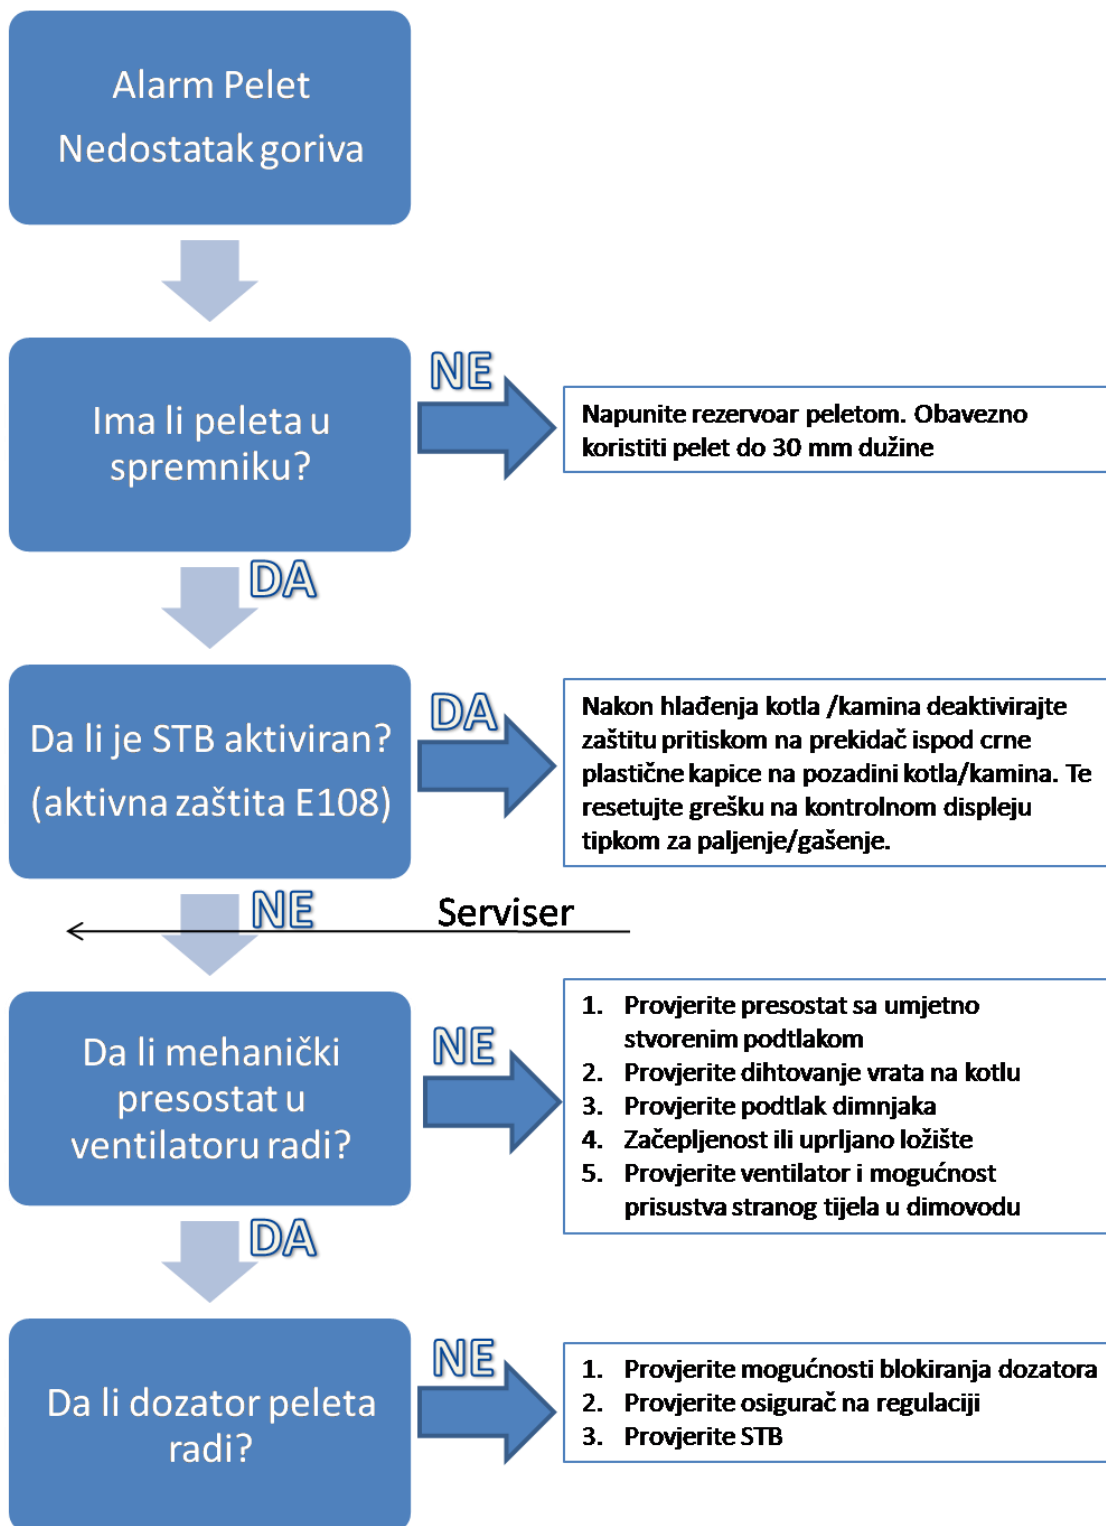 Alarm Pelet
Nedostatak goriva
Ima li peleta u
spremniku?
NE
Napunite rezervoar peletom. Obavezno
koristiti pelet do 30 mm dužine
DA
Da li je STB aktiviran?
(aktivna zaštita E108)
DA
Nakon hlađenja kotla /kamina deaktivirajte
zaštitu pritiskom na prekidač ispod crne
plastične kapice na pozadini kotla/kamina. Te
resetujte grešku na kontrolnom displeju
tipkom za paljenje/gašenje.
NE
Serviser
Da li mehanički
presostat u
ventilatoru radi?
NE
1. Provjerite presostat sa umjetno
stvorenim podtlakom
2. Provjerite dihtovanje vrata na kotlu
3. Provjerite podtlak dimnjaka
4. Začepljenost ili uprljano ložište
5. Provjerite ventilator i mogućnost
prisustva stranog tijela u dimovodu
DA
Da li dozator peleta
radi?
NE
1. Provjerite mogućnosti blokiranja dozatora
2. Provjerite osigurač na regulaciji
3. Provjerite STB